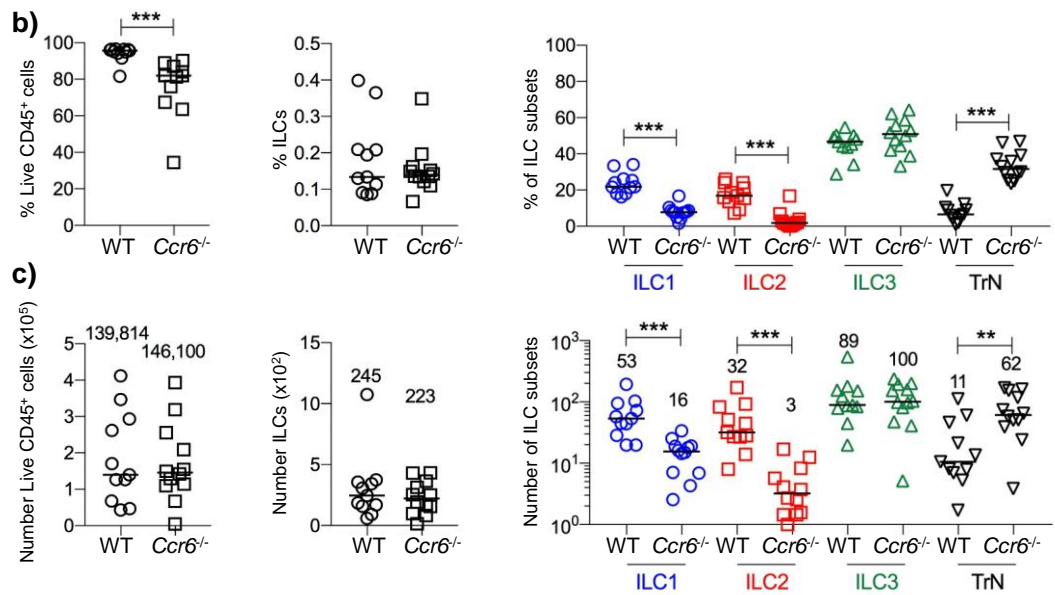 b)
% Live CD45⁺ cells
100
80
60
40
20
0
***
WT
Ccr6⁻/⁻
% ILCs
0.5
0.4
0.3
0.2
0.1
0.0
WT
Ccr6⁻/⁻
% of ILC subsets
100
80
60
40
20
0
***
***
***
WT Ccr6⁻/⁻ WT Ccr6⁻/⁻ WT Ccr6⁻/⁻ WT Ccr6⁻/⁻
ILC1 ILC2 ILC3 TrN
c)
Number Live CD45⁺ cells (x10⁵)
5
4
3
2
1
0
139,814
146,100
WT
Ccr6⁻/⁻
Number ILCs (x10²)
15
10
5
0
245
223
WT
Ccr6⁻/⁻
Number of ILC subsets
10³
10²
10¹
10⁰
*** *** **
53 16 32 3 89 100 11 62
WT Ccr6⁻/⁻ WT Ccr6⁻/⁻ WT Ccr6⁻/⁻ WT Ccr6⁻/⁻
ILC1 ILC2 ILC3 TrN